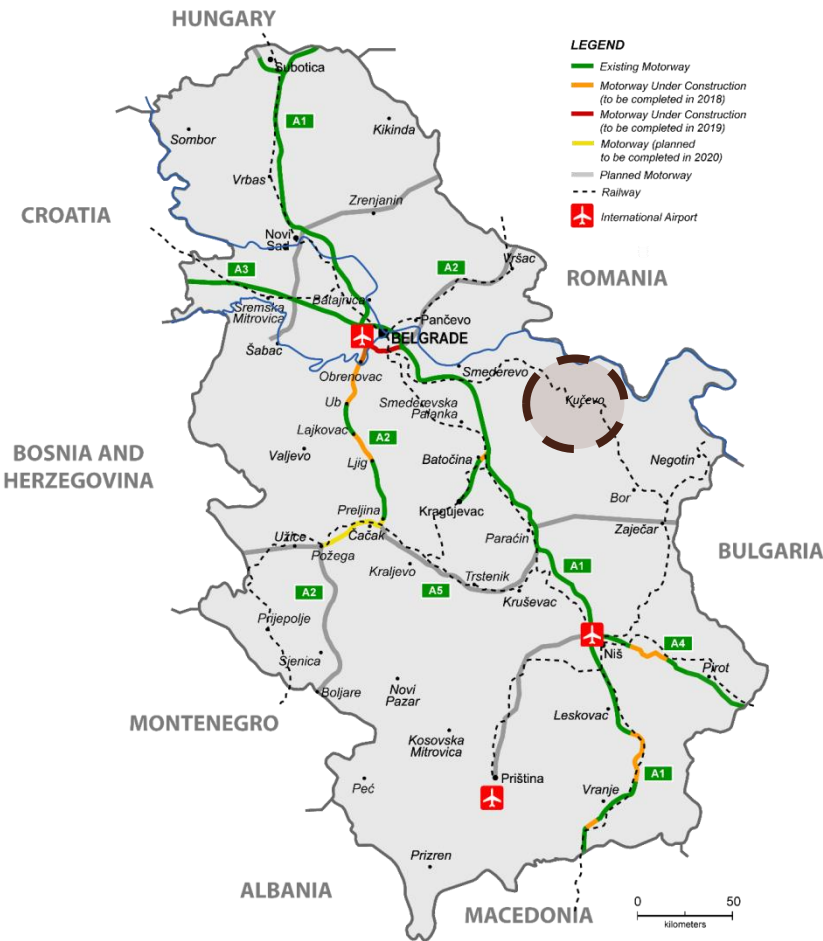 HUNGARY
LEGEND
Existing Motorway
Motorway Under Construction
(to be completed in 2018)
Motorway Under Construction
(to be completed in 2019)
Motorway (planned
to be completed in 2020)
Planned Motorway
Railway
International Airport
Subotica
A1
Sombor
Kikinda
Vrbas
Zrenjanin
CROATIA
Novi
Sad
A3
A2
Vršac
ROMANIA
Sremska
Mitrovica
Batajnica
Pančevo
BELGRADE
Šabac
Obrenovac
Smederevo
Kučevo
Ub
Smederevska
Palanka
Lajkovac
A2
BOSNIA AND
HERZEGOVINA
Valjevo
Ljig
Batočina
Negotin
Bor
Preljina
Kragujevac
Čačak
Užice
Požega
Paraćin
Zaječar
BULGARIA
Kraljevo
Trstenik
A1
A2
A5
Kruševac
Prijepolje
Niš
A4
Pirot
Sjenica
Boljare
Novi
Pazar
Leskovac
MONTENEGRO
Kosovska
Mitrovica
Priština
A1
Peć
Vranje
Prizren
ALBANIA
MACEDONIA
0
50
kilometers